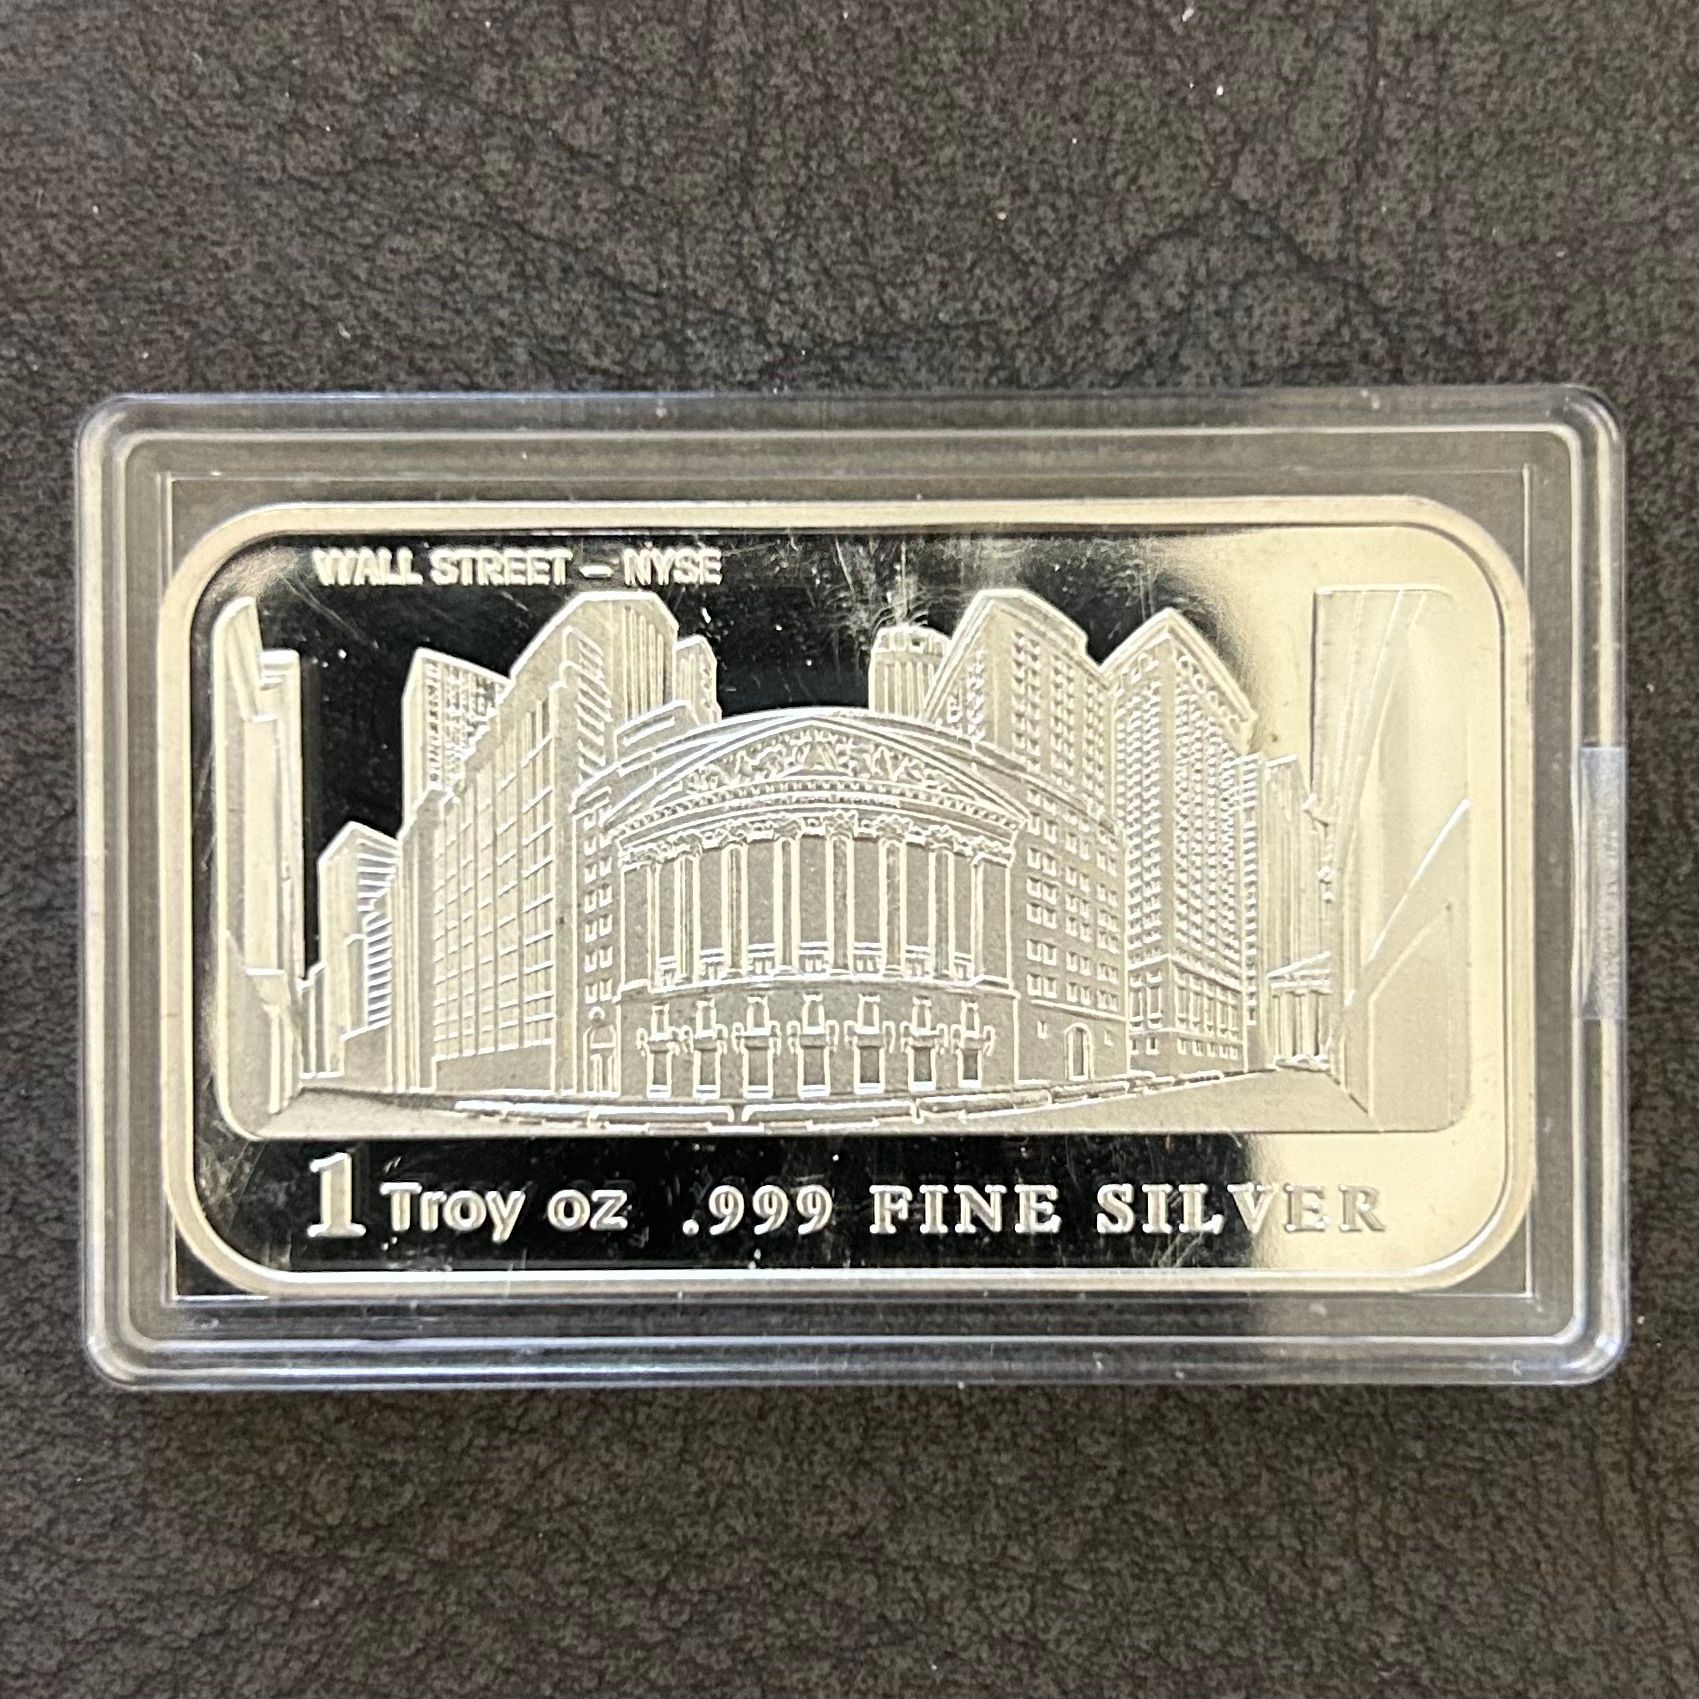 WALL STREET – NYSE
1 Troy oz .999 FINE SILVER